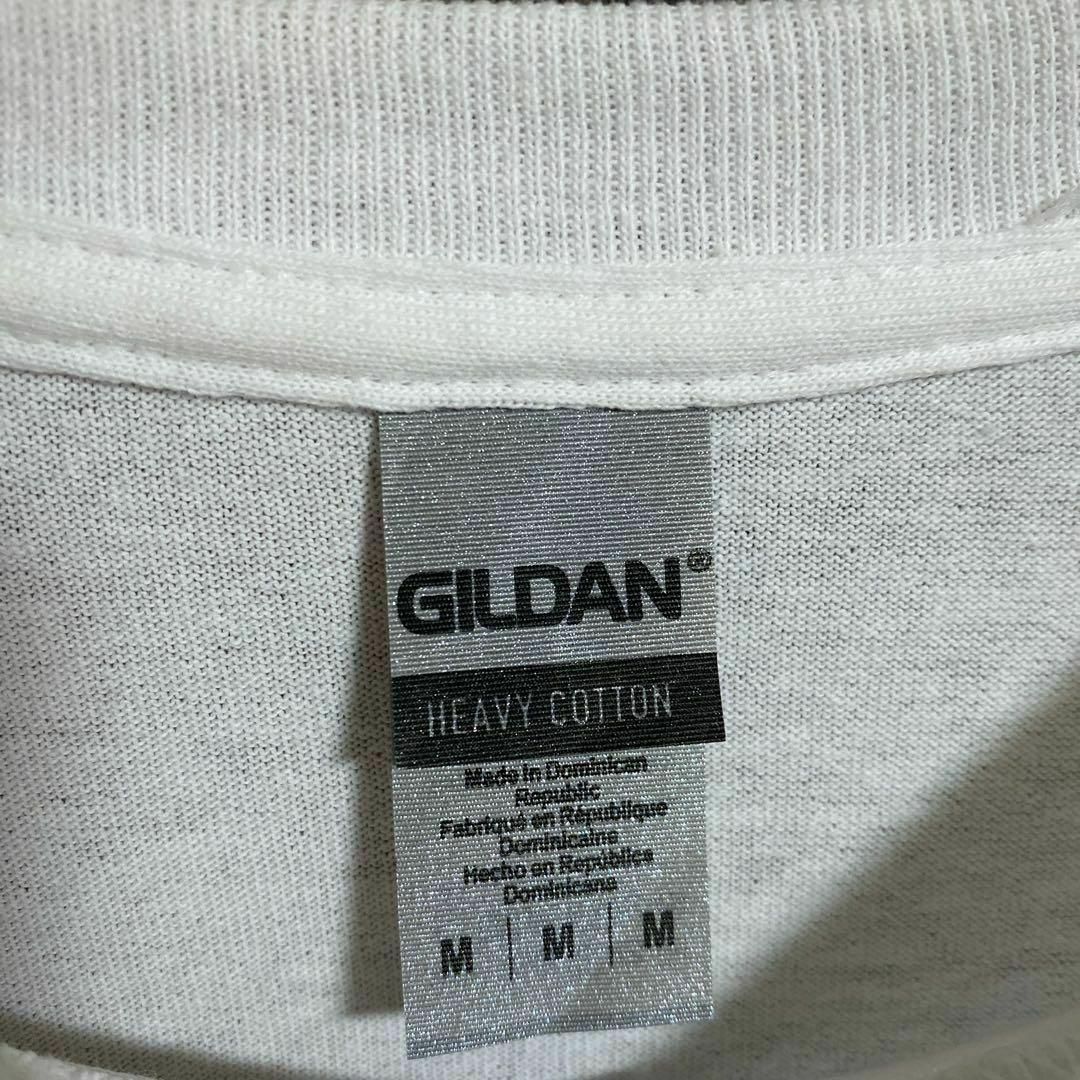 GILDAN®
HEAVY COTTON
Made in Dominican
Republic
Fabriqué en République
Dominicaine
Hecho en República
Dominicana
M | M | M